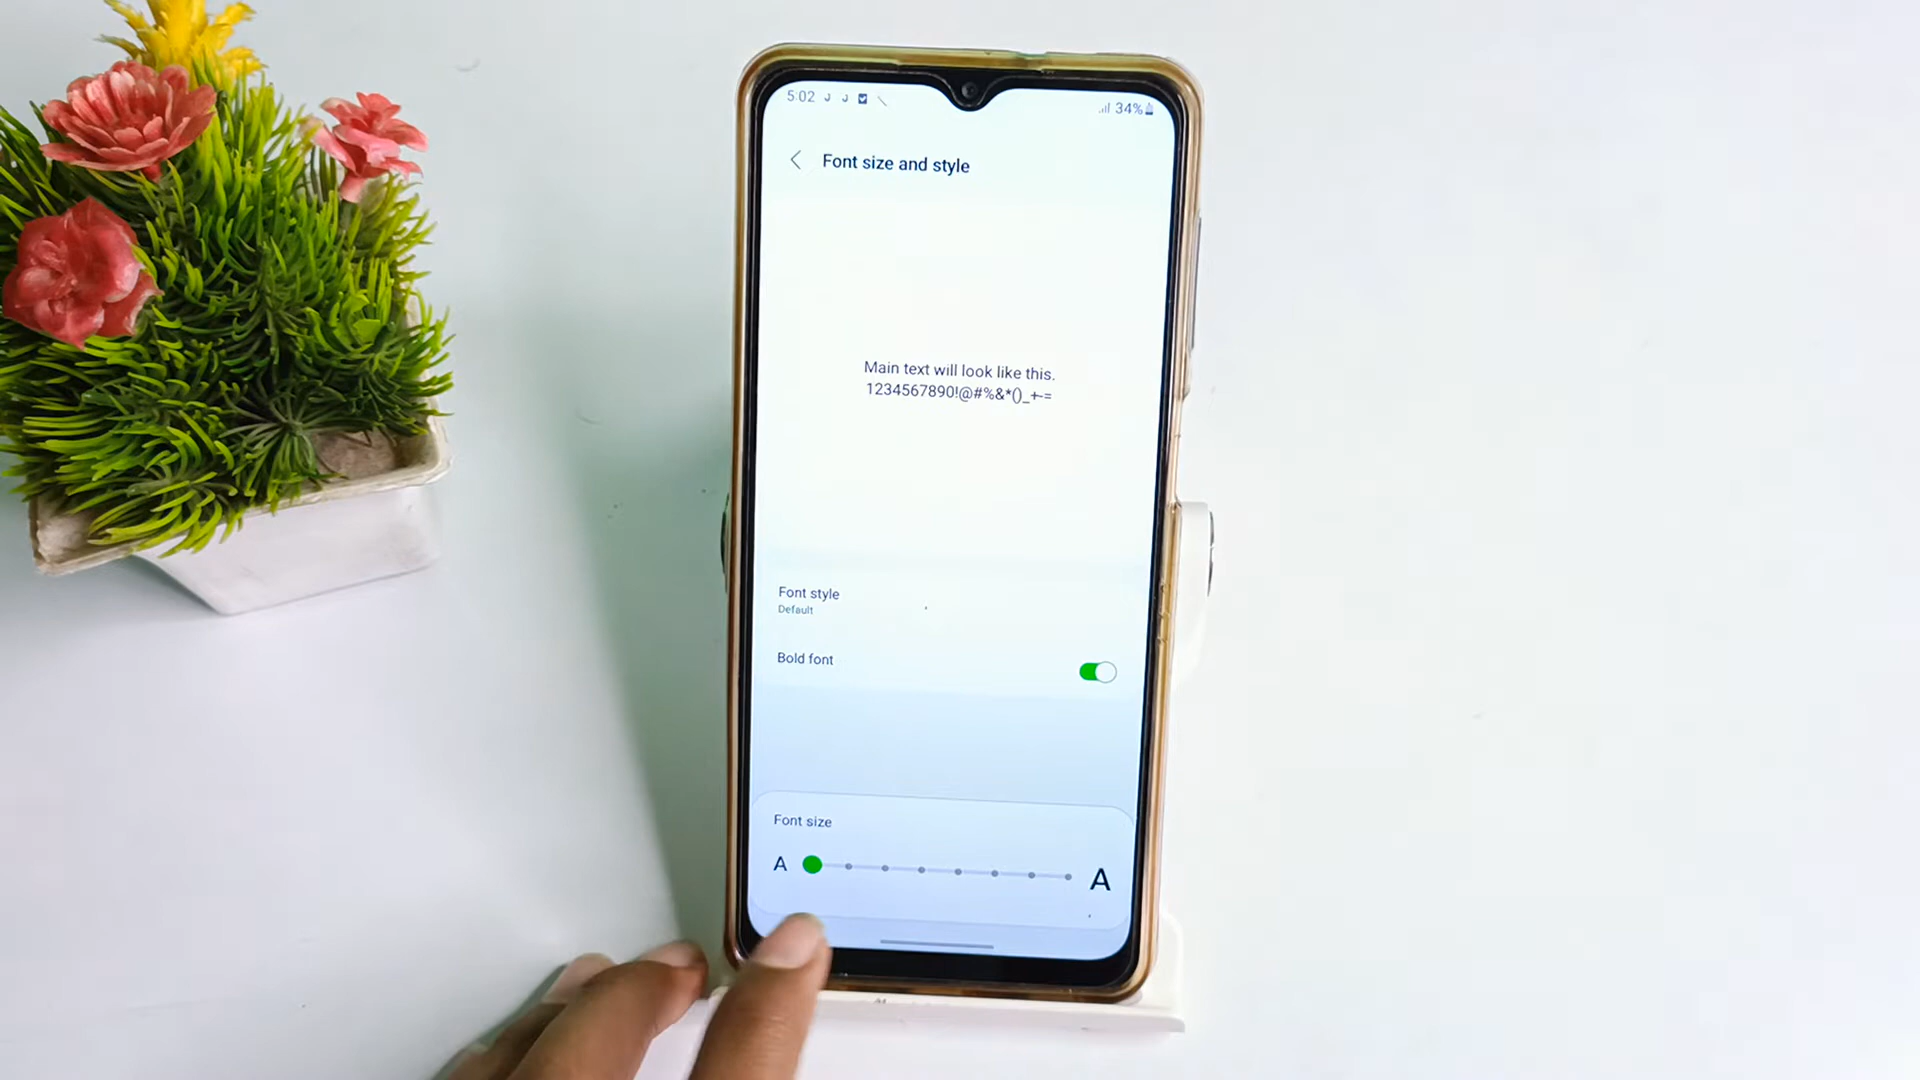 5:02
34%
Font size and style
Main text will look like this.
1234567890!@#%&*()_+-=
Font style
Default
Bold font
Font size
A A